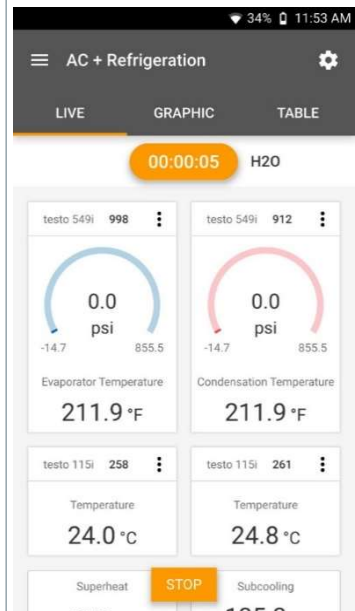 34% 11:53 AM
AC + Refrigeration
LIVE GRAPHIC TABLE
00:00:05 H2O
testo 549i 998 testo 549i 912
0.0 0.0
psi psi
-14.7 855.5 -14.7 855.5
Evaporator Temperature Condensation Temperature
211.9 °F 211.9 °F
testo 115i 258 testo 115i 261
Temperature Temperature
24.0 °C 24.8 °C
Superheat STOP Subcooling